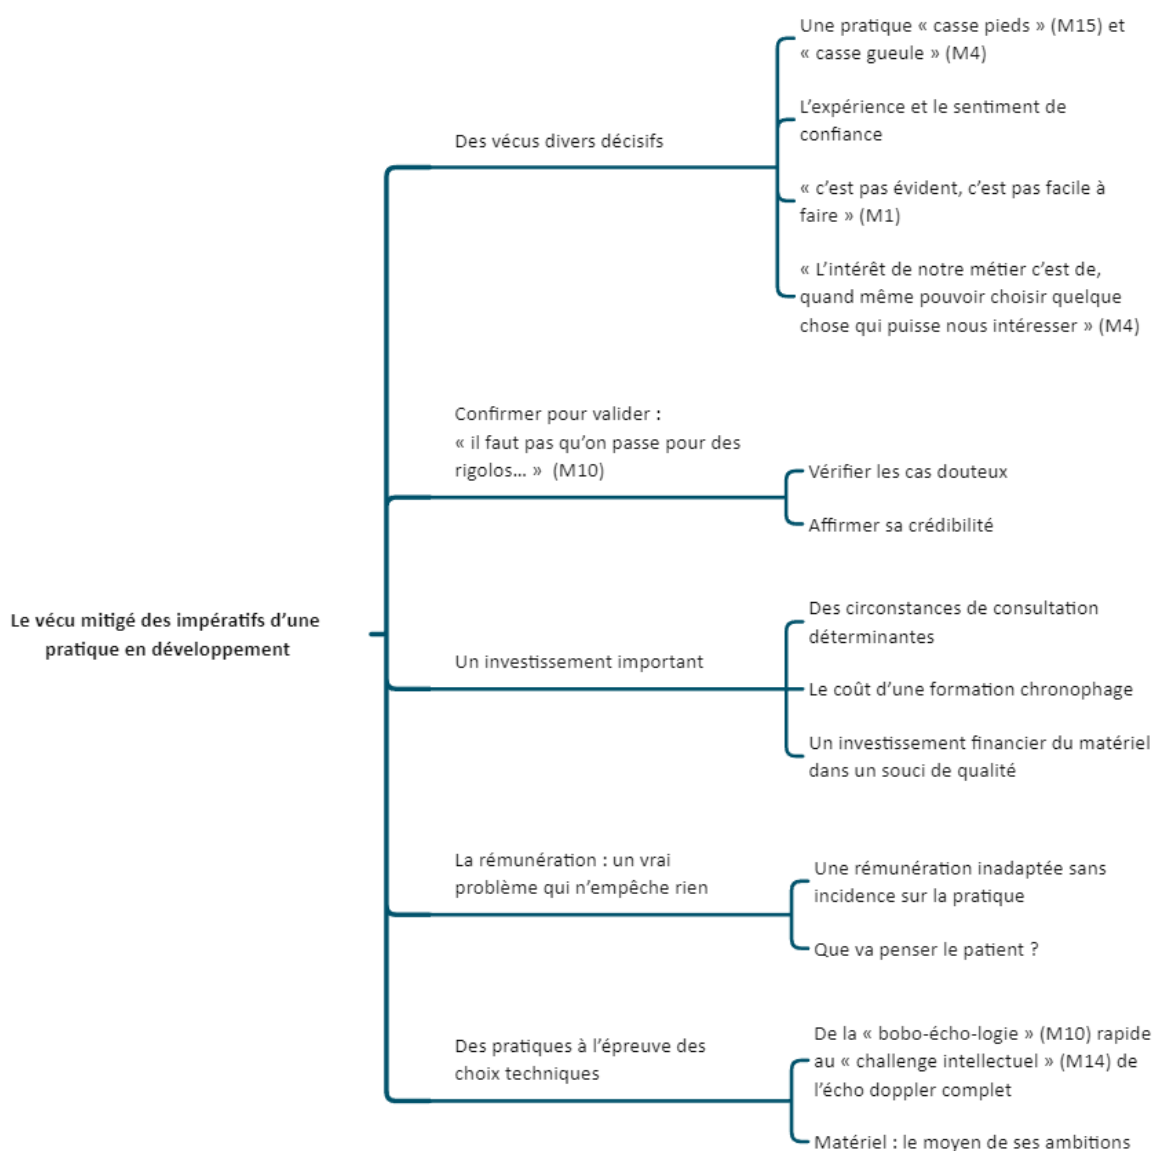 Le vécu mitigé des impératifs d’une
pratique en développement
Des vécus divers décisifs
Une pratique « casse pieds » (M15) et
« casse gueule » (M4)
L’expérience et le sentiment de
confiance
« c’est pas évident, c’est pas facile à
faire » (M1)
« L’intérêt de notre métier c’est de,
quand même pouvoir choisir quelque
chose qui puisse nous intéresser » (M4)
Confirmer pour valider :
« il faut pas qu’on passe pour des
rigolos... » (M10)
Vérifier les cas douteux
Affirmer sa crédibilité
Un investissement important
Des circonstances de consultation
déterminantes
Le coût d’une formation chronophage
Un investissement financier du matériel
dans un souci de qualité
La rémunération : un vrai
problème qui n’empêche rien
Une rémunération inadaptée sans
incidence sur la pratique
Que va penser le patient ?
Des pratiques à l’épreuve des
choix techniques
De la « bobo-écho-logie » (M10) rapide
au « challenge intellectuel » (M14) de
l’écho doppler complet
Matériel : le moyen de ses ambitions